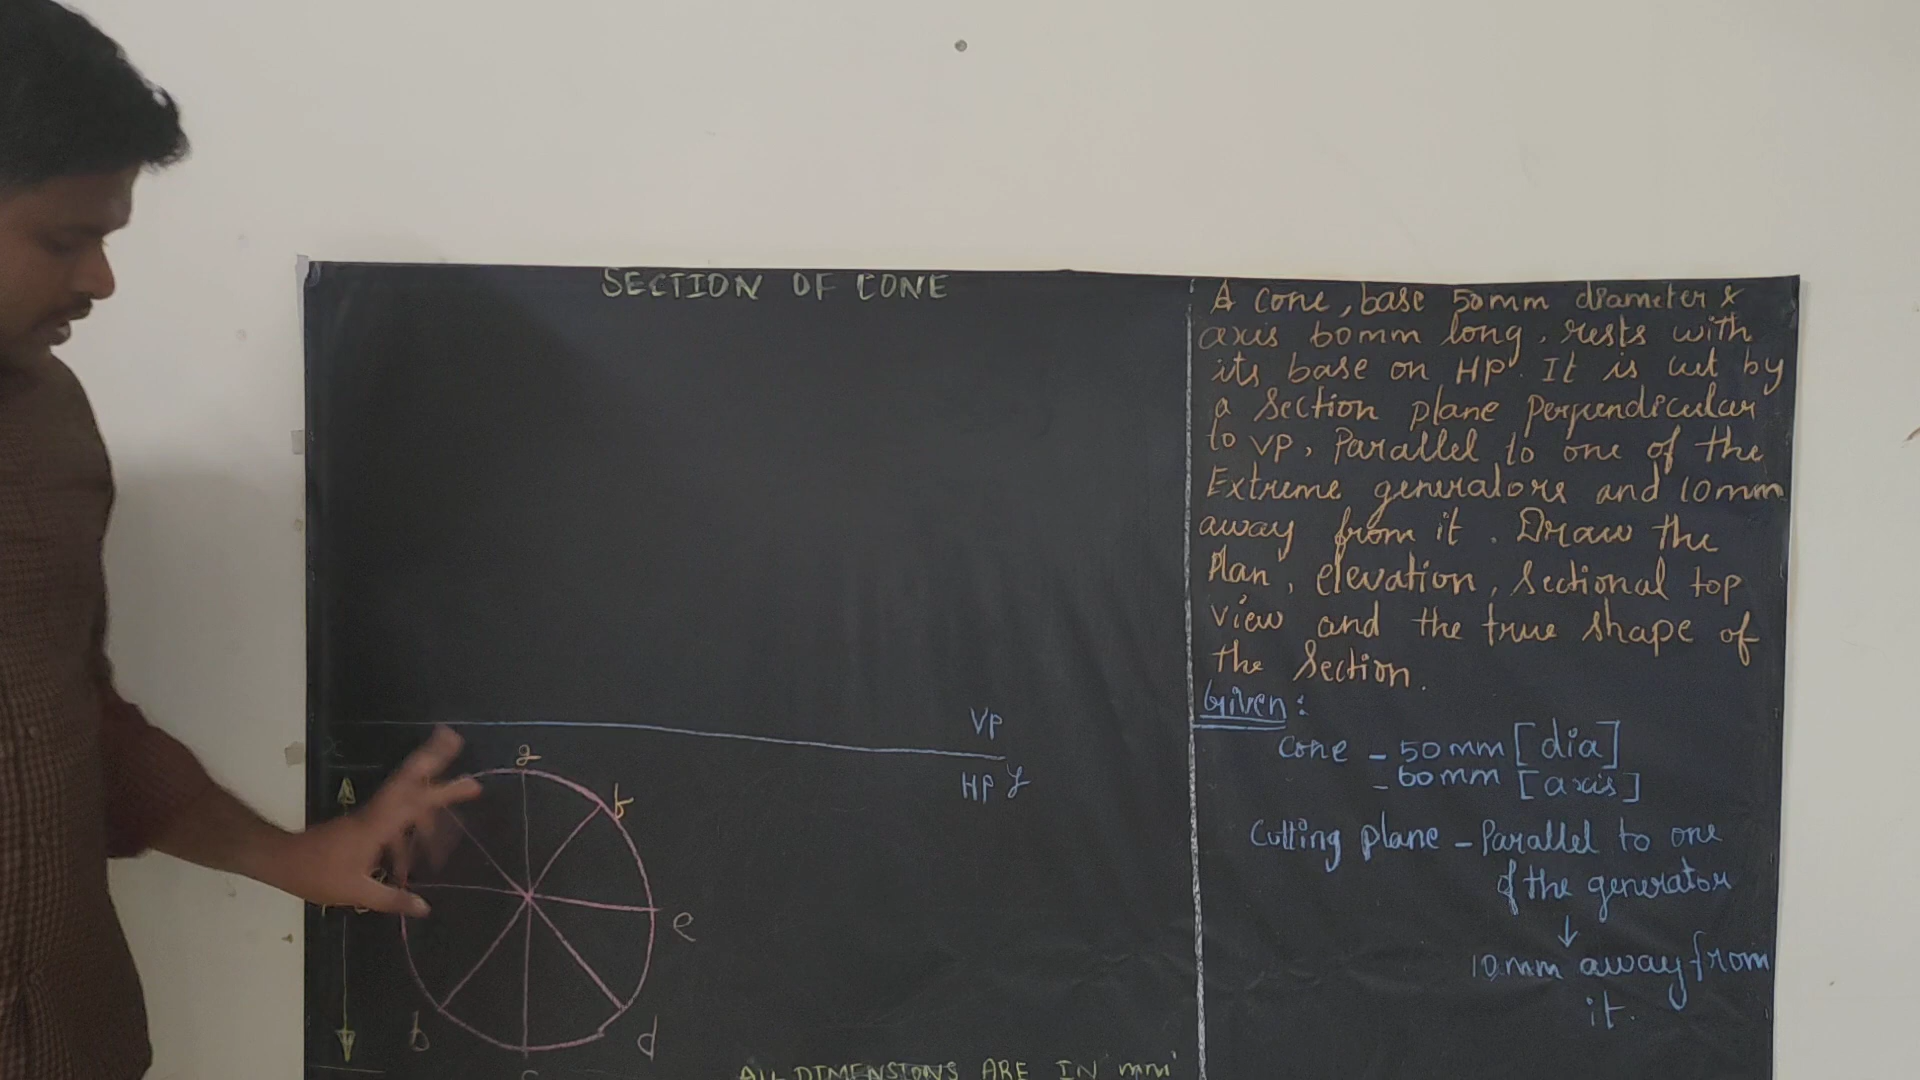 SECTION OF CONE
A cone, base 50mm diameter &
axis 60mm long, rests with
its base on HP. It is cut by
a section plane perpendicular
to VP, Parallel to one of the
Extreme generators and 10mm
away from it. Draw the
Plan, elevation, sectional top
view and the true shape of
the section.
Given:
Cone - 50mm [dia]
- 60mm [axis]
Cutting plane - Parallel to one
of the generator
10mm away from
it.
VP
HP y
x
g
f
e
d
c
b
ALL DIMENSIONS ARE IN mm